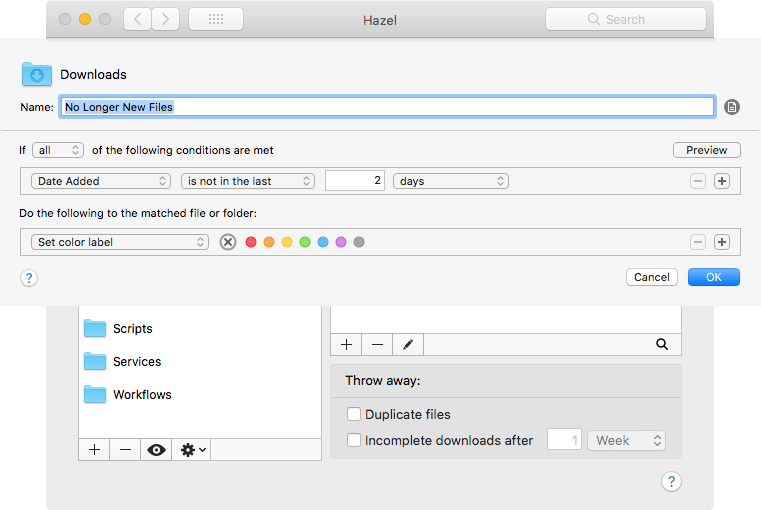 Hazel
Search
Downloads
Name: No Longer New Files
If all of the following conditions are met Preview
Date Added is not in the last 2 days
Do the following to the matched file or folder:
Set color label
? Cancel OK
Scripts
Services
Workflows
Throw away:
Duplicate files
Incomplete downloads after 1 Week
?